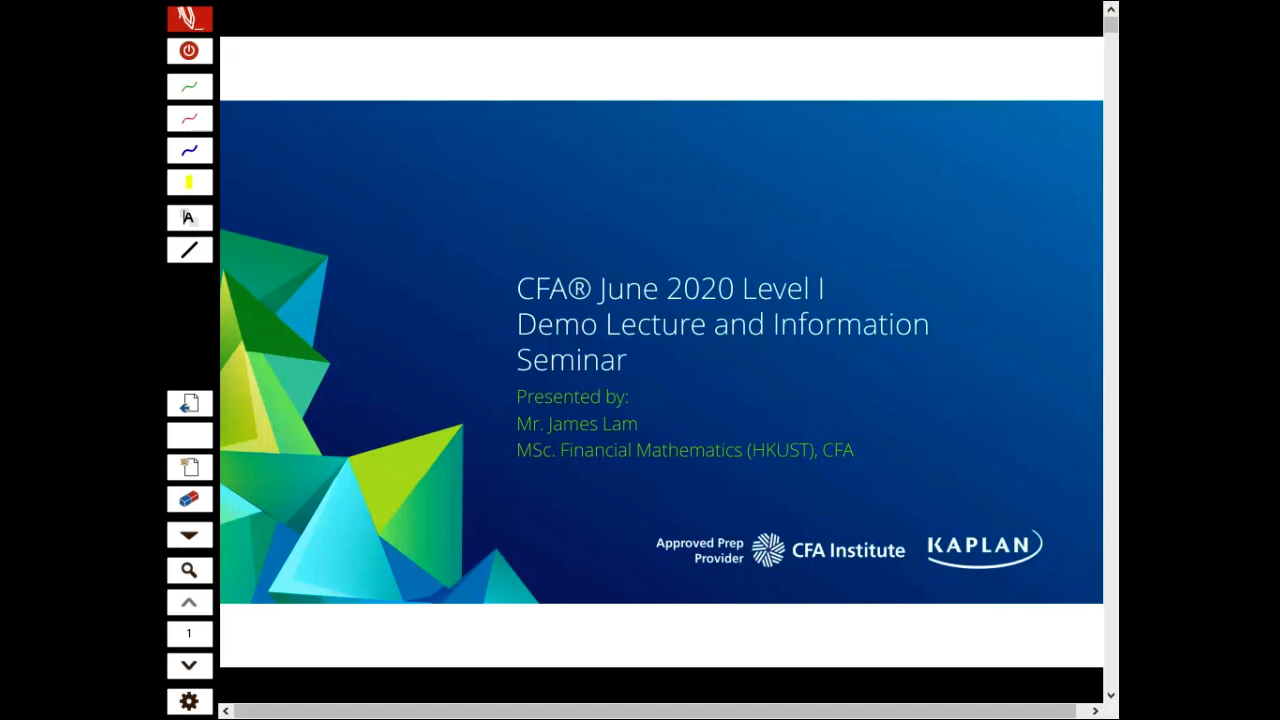 CFA® June 2020 Level I
Demo Lecture and Information
Seminar
Presented by:
Mr. James Lam
MSc. Financial Mathematics (HKUST), CFA
Approved Prep
Provider
CFA Institute
KAPLAN
A
1